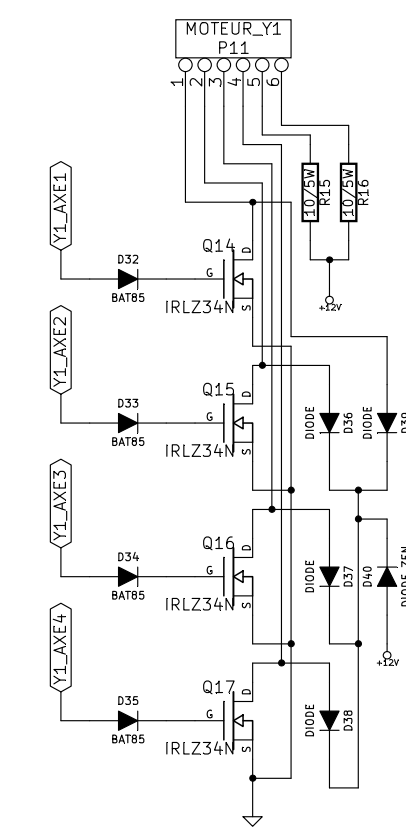 MOTEUR_Y1
P11
1 2 3 4 5 6
10/5W R15
10/5W R16
+12V
Y1_AXE1
D32
BAT85
Q14
G
D
S
IRLZ34N
Y1_AXE2
D33
BAT85
Q15
G
D
S
IRLZ34N
DIODE D36
DIODE D39
Y1_AXE3
D34
BAT85
Q16
G
D
S
IRLZ34N
DIODE D37
D40 DIODE_ZEN
+12V
Y1_AXE4
D35
BAT85
Q17
G
D
S
IRLZ34N
DIODE D38